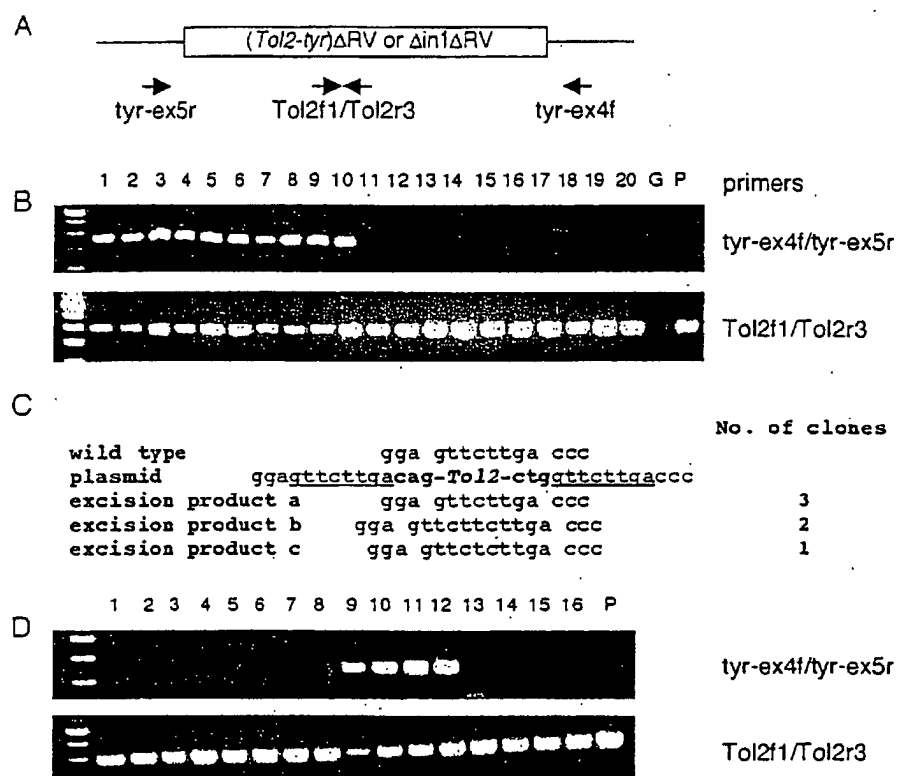 A
(Tol2-tyr)ΔRV or Δin1ΔRV
tyr-ex5r Tol2f1/Tol2r3 tyr-ex4f
1 2 3 4 5 6 7 8 9 10 11 12 13 14 15 16 17 18 19 20 G P primers
B
tyr-ex4f/tyr-ex5r
Tol2f1/Tol2r3
C
No. of clones
wild type gga gttcttga ccc
plasmid ggagttcttgacag-Tol2-ctggttcttgaccc
excision product a gga gttcttga ccc 3
excision product b gga gttcttcttga ccc 2
excision product c gga gttctcttga ccc 1
1 2 3 4 5 6 7 8 9 10 11 12 13 14 15 16 P
D
tyr-ex4f/tyr-ex5r
Tol2f1/Tol2r3